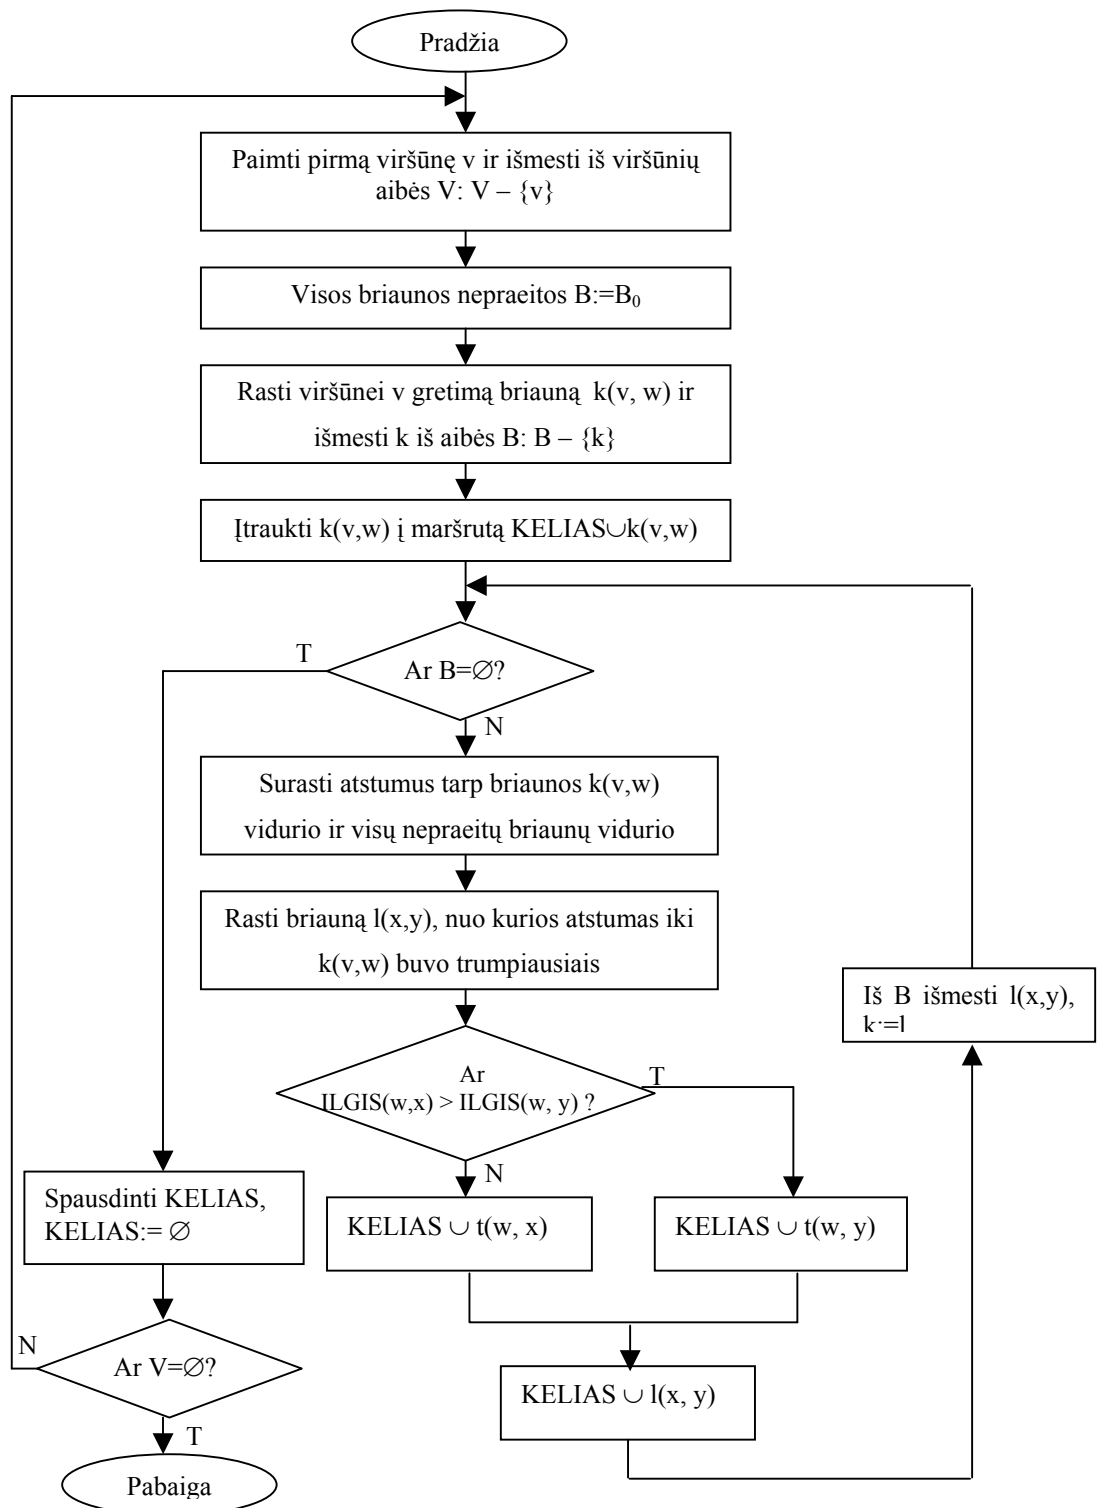 Pradžia
Paimti pirmą viršūnę v ir išmesti iš viršūnių
aibės V: V – {v}
Visos briaunos nepraeitos B:=B₀
Rasti viršūnei v gretimą briauną k(v, w) ir
išmesti k iš aibės B: B – {k}
Įtraukti k(v,w) į maršrutą KELIAS∪k(v,w)
T
Ar B=∅?
N
Surasti atstumus tarp briaunos k(v,w)
vidurio ir visų nepraeitų briaunų vidurio
Rasti briauną l(x,y), nuo kurios atstumas iki
k(v,w) buvo trumpiausiais
Iš B išmesti l(x,y),
k:=l
Ar
ILGIS(w,x) > ILGIS(w, y) ?
T
N
Spausdinti KELIAS,
KELIAS:= ∅
KELIAS ∪ t(w, x)
KELIAS ∪ t(w, y)
N
Ar V=∅?
KELIAS ∪ l(x, y)
T
Pabaiga